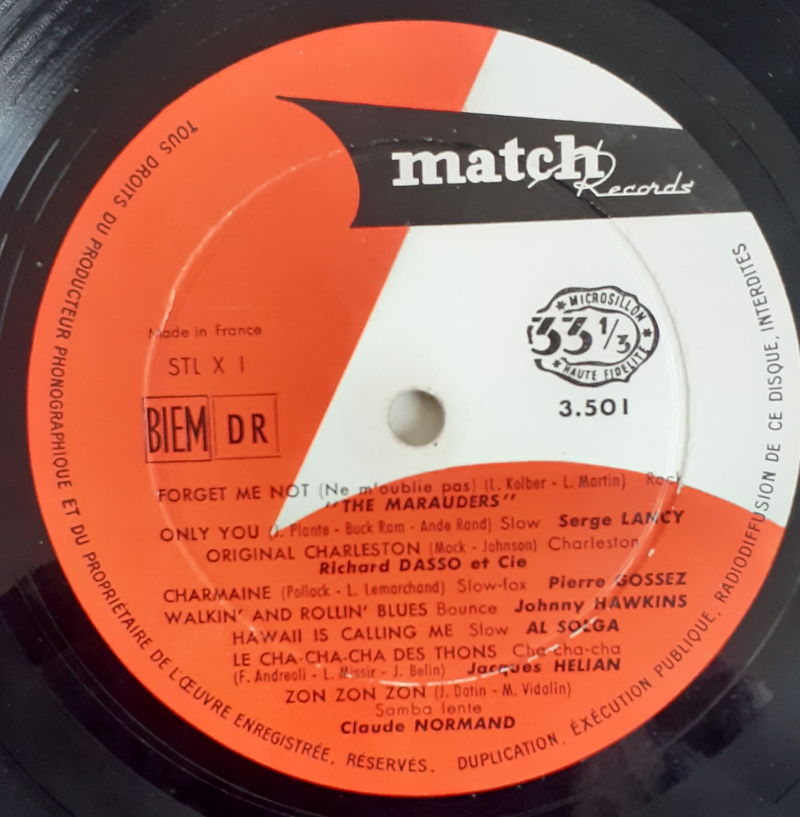 match
Records
MICROSILLON
33 1/3
HAUTE FIDELITÉ
3.501
Made in France
STL X 1
BIEM DR
FORGET ME NOT (Ne m'oublie pas) (L. Kolber - L. Martin) Rock
"THE MARAUDERS"
ONLY YOU (J. Plante - Buck Ram - Ande Rand) Slow Serge LANCY
ORIGINAL CHARLESTON (Mack - Johnson) Charleston
Richard DASSO et Cie
CHARMAINE (Pollack - L. Lemarchand) Slow-fox Pierre GOSSEZ
WALKIN' AND ROLLIN' BLUES Bounce Johnny HAWKINS
HAWAII IS CALLING ME Slow AL SOLGA
LE CHA-CHA-CHA DES THONS Cha-cha-cha
(F. Andreoli - L. Missir - J. Belin) Jacques HELIAN
ZON ZON ZON (J. Datin - M. Vidalin)
Samba lente
Claude NORMAND
TOUS DROITS DU PRODUCTEUR PHONOGRAPHIQUE ET DU PROPRIÉTAIRE DE L'ŒUVRE ENREGISTRÉE, RÉSERVÉS. DUPLICATION, ÉXÉCUTION PUBLIQUE, RADIODIFFUSION DE CE DISQUE, INTERDITES